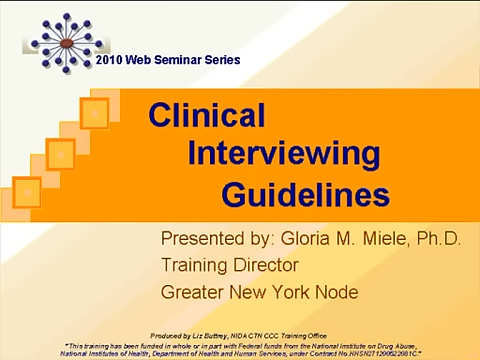 2010 Web Seminar Series
Clinical
Interviewing
Guidelines
Presented by: Gloria M. Miele, Ph.D.
Training Director
Greater New York Node
Produced by Liz Buttrey, NIDA CTN CCC Training Office
"This training has been funded in whole or in part with Federal funds from the National Institute on Drug Abuse,
National Institutes of Health, Department of Health and Human Services, under Contract No.HHSN271200522081C."